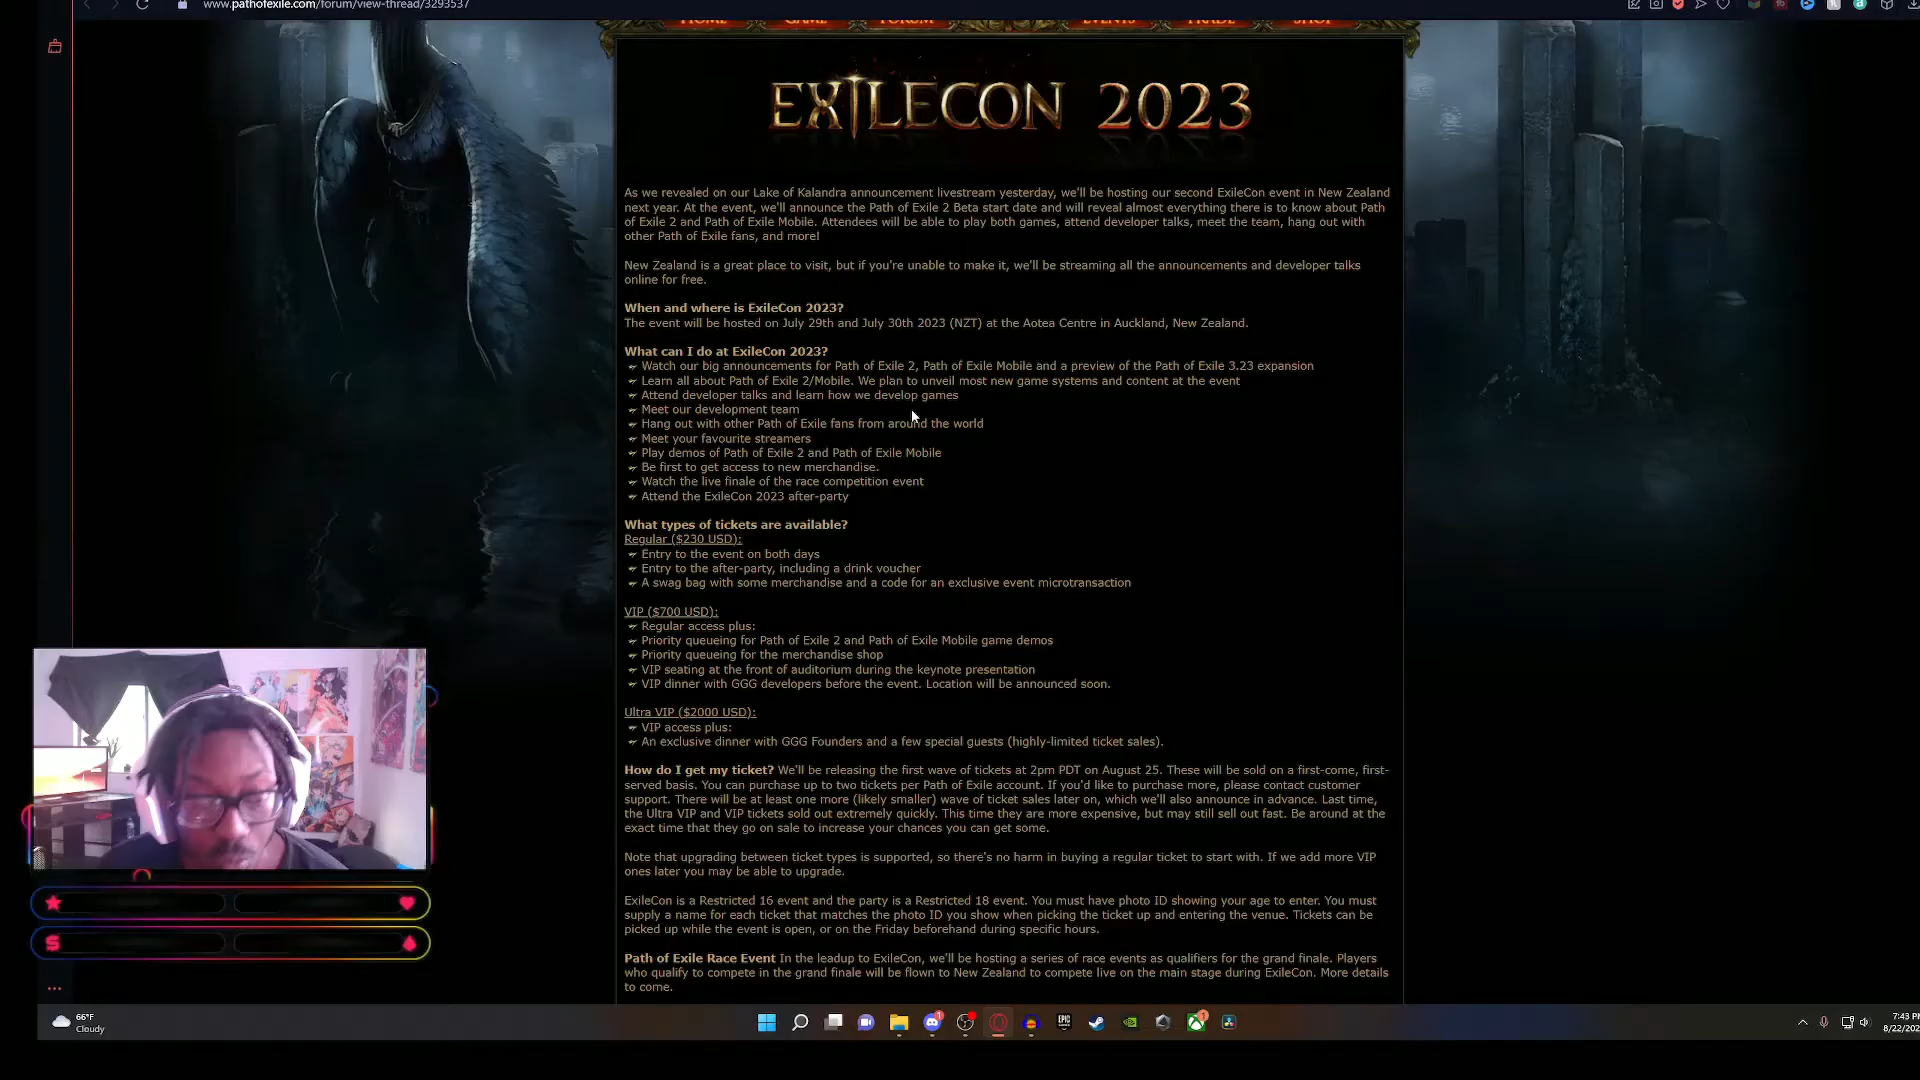 www.pathofexile.com/forum/view-thread/3293537
HOME GAME FORUM EVENTS TRADE SHOP
EXILECON 2023
As we revealed on our Lake of Kalandra announcement livestream yesterday, we'll be hosting our second ExileCon event in New Zealand
next year. At the event, we'll announce the Path of Exile 2 Beta start date and will reveal almost everything there is to know about Path
of Exile 2 and Path of Exile Mobile. Attendees will be able to play both games, attend developer talks, meet the team, hang out with
other Path of Exile fans, and more!
New Zealand is a great place to visit, but if you're unable to make it, we'll be streaming all the announcements and developer talks
online for free.
When and where is ExileCon 2023?
The event will be hosted on July 29th and July 30th 2023 (NZT) at the Aotea Centre in Auckland, New Zealand.
What can I do at ExileCon 2023?
Watch our big announcements for Path of Exile 2, Path of Exile Mobile and a preview of the Path of Exile 3.23 expansion
Learn all about Path of Exile 2/Mobile. We plan to unveil most new game systems and content at the event
Attend developer talks and learn how we develop games
Meet our development team
Hang out with other Path of Exile fans from around the world
Meet your favourite streamers
Play demos of Path of Exile 2 and Path of Exile Mobile
Be first to get access to new merchandise.
Watch the live finale of the race competition event
Attend the ExileCon 2023 after-party
What types of tickets are available?
Regular ($230 USD):
Entry to the event on both days
Entry to the after-party, including a drink voucher
A swag bag with some merchandise and a code for an exclusive event microtransaction
VIP ($700 USD):
Regular access plus:
Priority queueing for Path of Exile 2 and Path of Exile Mobile game demos
Priority queueing for the merchandise shop
VIP seating at the front of auditorium during the keynote presentation
VIP dinner with GGG developers before the event. Location will be announced soon.
Ultra VIP ($2000 USD):
VIP access plus:
An exclusive dinner with GGG Founders and a few special guests (highly-limited ticket sales).
How do I get my ticket? We'll be releasing the first wave of tickets at 2pm PDT on August 25. These will be sold on a first-come, first-
served basis. You can purchase up to two tickets per Path of Exile account. If you'd like to purchase more, please contact customer
support. There will be at least one more (likely smaller) wave of ticket sales later on, which we'll also announce in advance. Last time,
the Ultra VIP and VIP tickets sold out extremely quickly. This time they are more expensive, but may still sell out fast. Be around at the
exact time that they go on sale to increase your chances you can get some.
Note that upgrading between ticket types is supported, so there's no harm in buying a regular ticket to start with. If we add more VIP
ones later you may be able to upgrade.
ExileCon is a Restricted 16 event and the party is a Restricted 18 event. You must have photo ID showing your age to enter. You must
supply a name for each ticket that matches the photo ID you show when picking the ticket up and entering the venue. Tickets can be
picked up while the event is open, or on the Friday beforehand during specific hours.
Path of Exile Race Event In the leadup to ExileCon, we'll be hosting a series of race events as qualifiers for the grand finale. Players
who qualify to compete in the grand finale will be flown to New Zealand to compete live on the main stage during ExileCon. More details
to come.
66°F
Cloudy
EPIC
7:43 P
8/22/20